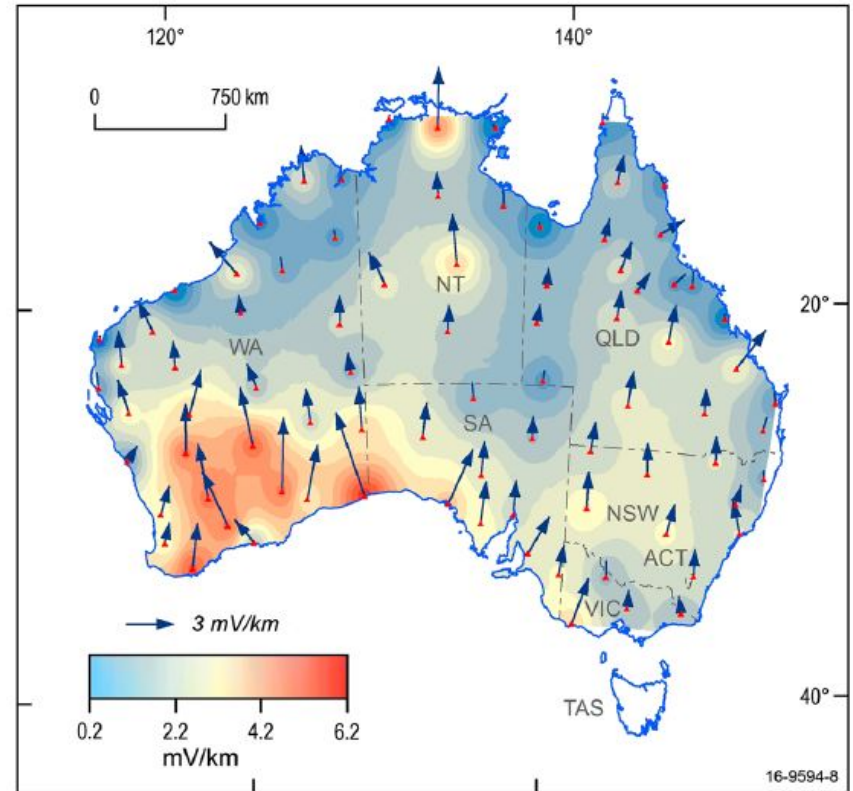 120° 140°
0 750 km
NT
20°
WA QLD
SA
NSW
ACT
VIC
3 mV/km
TAS 40°
0.2 2.2 4.2 6.2
mV/km
16-9594-8